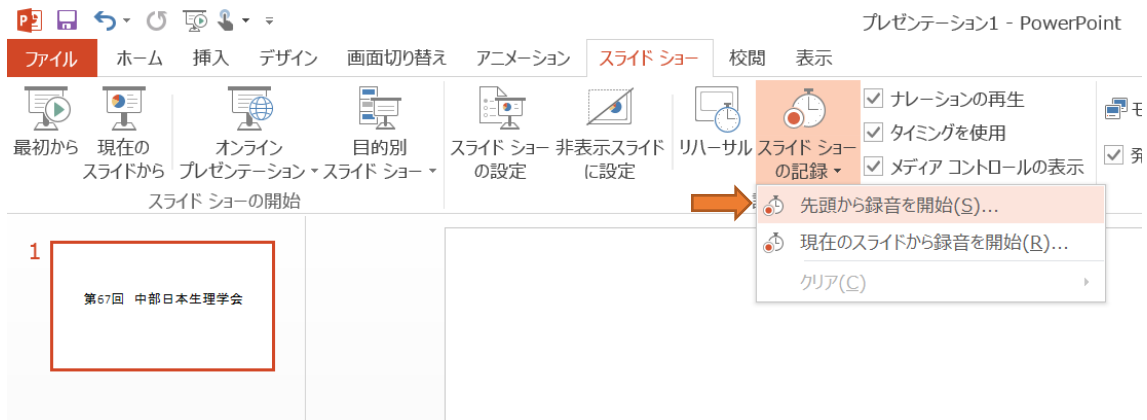 プレゼンテーション1 - PowerPoint
ファイル ホーム 挿入 デザイン 画面切り替え アニメーション スライド ショー 校閲 表示
最初から 現在の オンライン 目的別 スライド ショー 非表示スライド リハーサル スライド ショー
スライドから プレゼンテーション スライド ショー の設定 に設定 の記録
ナレーションの再生
タイミングを使用
メディア コントロールの表示
スライド ショーの開始
先頭から録音を開始(S)...
現在のスライドから録音を開始(R)...
クリア(C)
1
第67回 中部日本生理学会